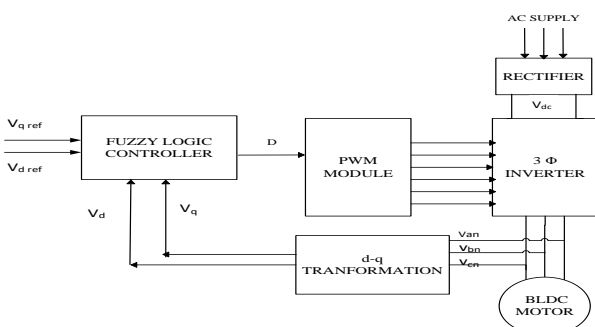 AC SUPPLY
RECTIFIER
Vdc
Vq ref
Vd ref
FUZZY LOGIC
CONTROLLER
D
PWM
MODULE
3 Φ
INVERTER
Vd
Vq
Van
Vbn
Vcn
d-q
TRANFORMATION
BLDC
MOTOR